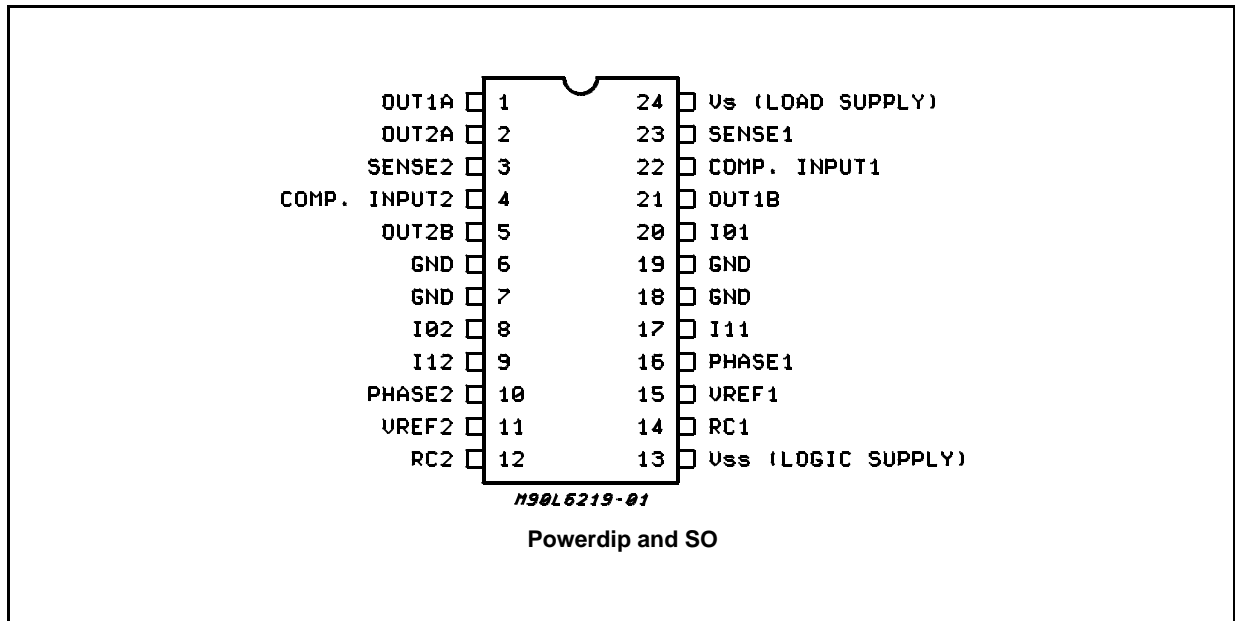 OUT1A 1 24 Vs (LOAD SUPPLY)
OUT2A 2 23 SENSE1
SENSE2 3 22 COMP. INPUT1
COMP. INPUT2 4 21 OUT1B
OUT2B 5 20 I01
GND 6 19 GND
GND 7 18 GND
I02 8 17 I11
I12 9 16 PHASE1
PHASE2 10 15 VREF1
VREF2 11 14 RC1
RC2 12 13 Vss (LOGIC SUPPLY)
M90L6219-01
Powerdip and SO